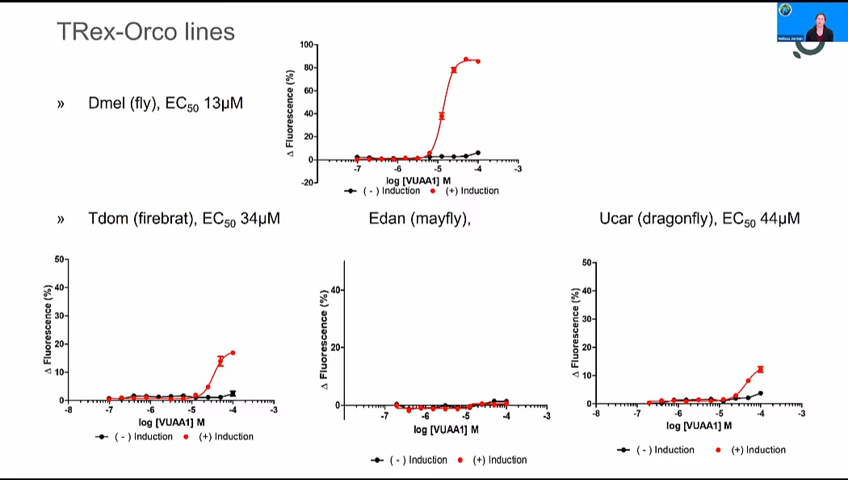 TRex-Orco lines
» Dmel (fly), EC50 13µM
Δ Fluorescence (%)
100
80
60
40
20
0
-20
-7 -6 -5 -4 -3
log [VUAA1] M
( - ) Induction (+) Induction
» Tdom (firebrat), EC50 34µM
Edan (mayfly),
Ucar (dragonfly), EC50 44µM
Δ Fluorescence (%)
50
40
30
20
10
0
-8 -7 -6 -5 -4 -3
log [VUAA1] M
( - ) Induction (+) Induction
Δ Fluorescence (%)
40
20
0
-7 -6 -5 -4 -3
log [VUAA1] M
( - ) Induction (+) Induction
Δ Fluorescence (%)
50
40
30
20
10
0
-8 -7 -6 -5 -4 -3
log [VUAA1] M
( - ) Induction (+) Induction